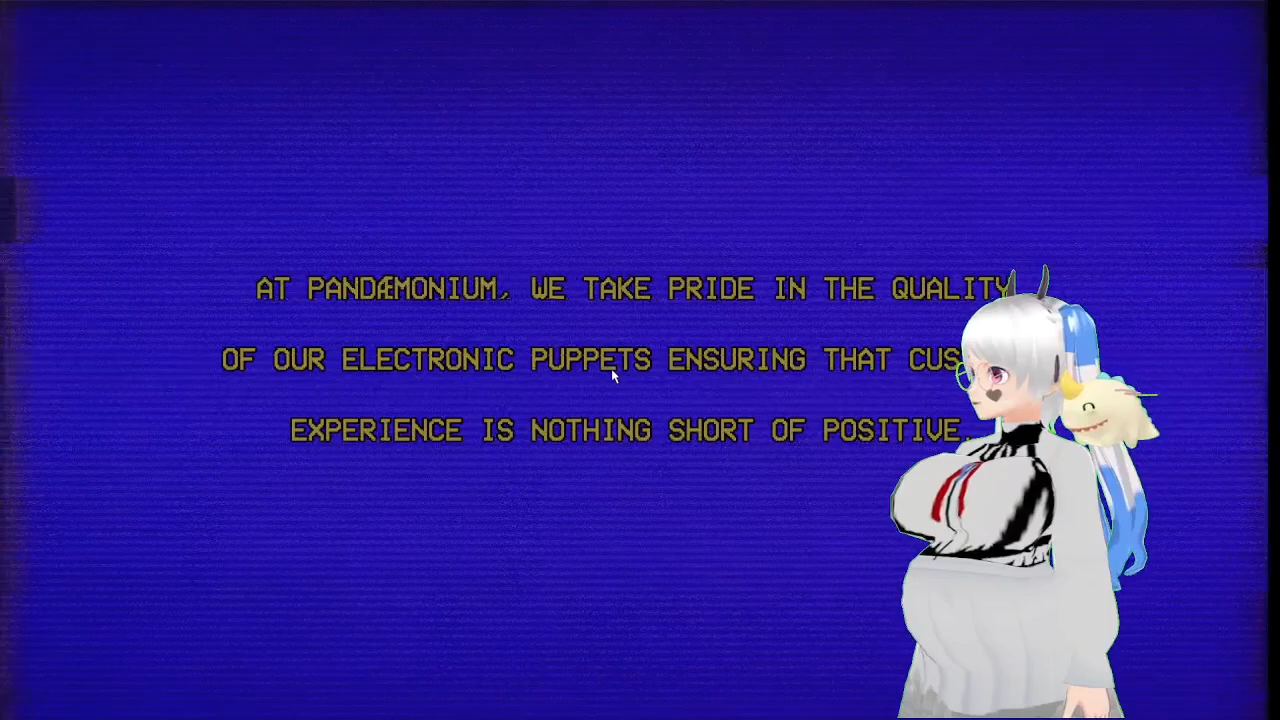 AT PANDÆMONIUM, WE TAKE PRIDE IN THE QUALITY
OF OUR ELECTRONIC PUPPETS ENSURING THAT CUS
EXPERIENCE IS NOTHING SHORT OF POSITIVE.